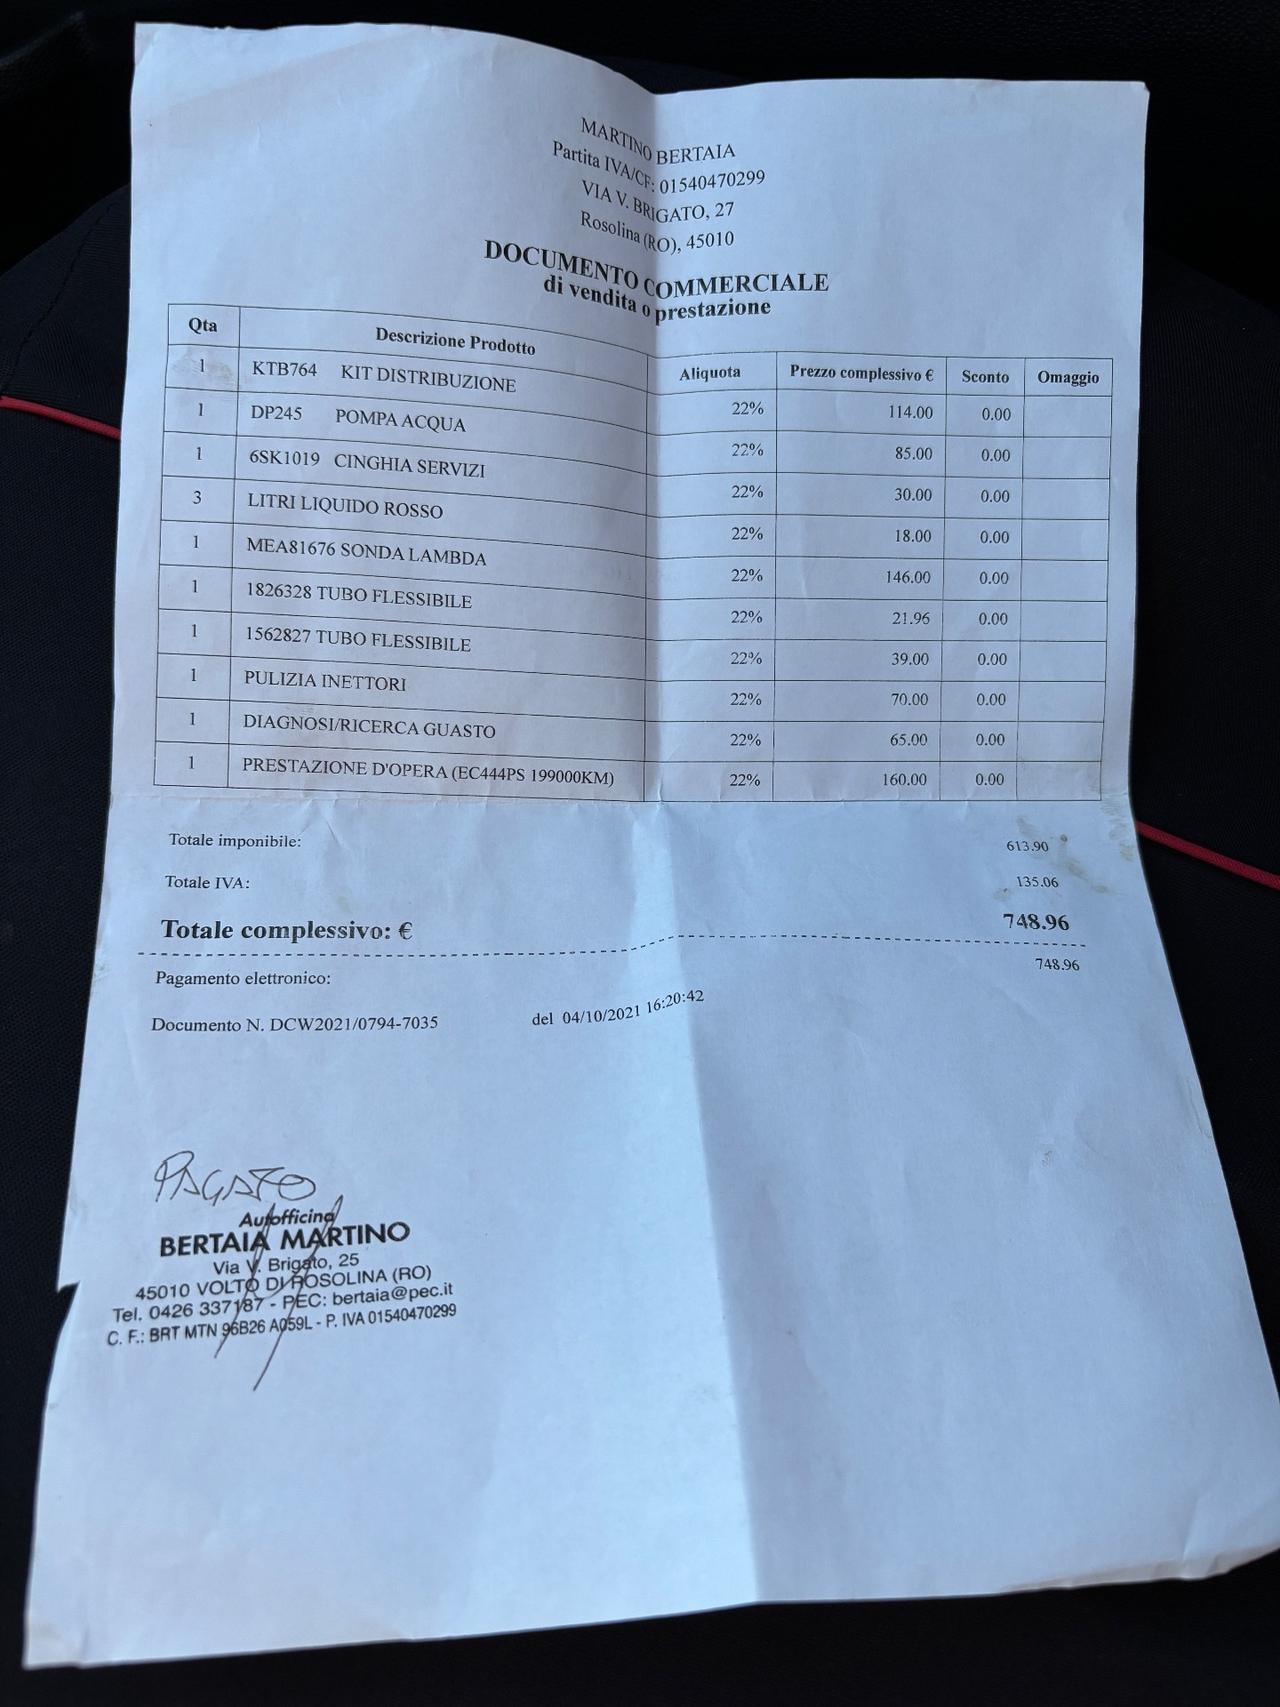 MARTINO BERTAIA
Partita IVA/CF: 01540470299
VIA V. BRIGATO, 27
Rosolina (RO), 45010
DOCUMENTO COMMERCIALE
di vendita o prestazione
Qta Descrizione Prodotto Aliquota Prezzo complessivo € Sconto Omaggio
1 KTB764 KIT DISTRIBUZIONE 22% 114.00 0.00
1 DP245 POMPA ACQUA 22% 85.00 0.00
1 6SK1019 CINGHIA SERVIZI 22% 30.00 0.00
3 LITRI LIQUIDO ROSSO 22% 18.00 0.00
1 MEA81676 SONDA LAMBDA 22% 146.00 0.00
1 1826328 TUBO FLESSIBILE 22% 21.96 0.00
1 1562827 TUBO FLESSIBILE 22% 39.00 0.00
1 PULIZIA INETTORI 22% 70.00 0.00
1 DIAGNOSI/RICERCA GUASTO 22% 65.00 0.00
1 PRESTAZIONE D'OPERA (EC444PS 199000KM) 22% 160.00 0.00
Totale imponibile: 613.90
Totale IVA: 135.06
Totale complessivo: € 748.96
Pagamento elettronico: 748.96
Documento N. DCW2021/0794-7035 del 04/10/2021 16:20:42
PAGATO
Autofficina
BERTAIA MARTINO
Via V. Brigato, 25
45010 VOLTO DI ROSOLINA (RO)
Tel. 0426 337187 - PEC: bertaia@pec.it
C. F.: BRT MTN 96B26 A059L - P. IVA 01540470299